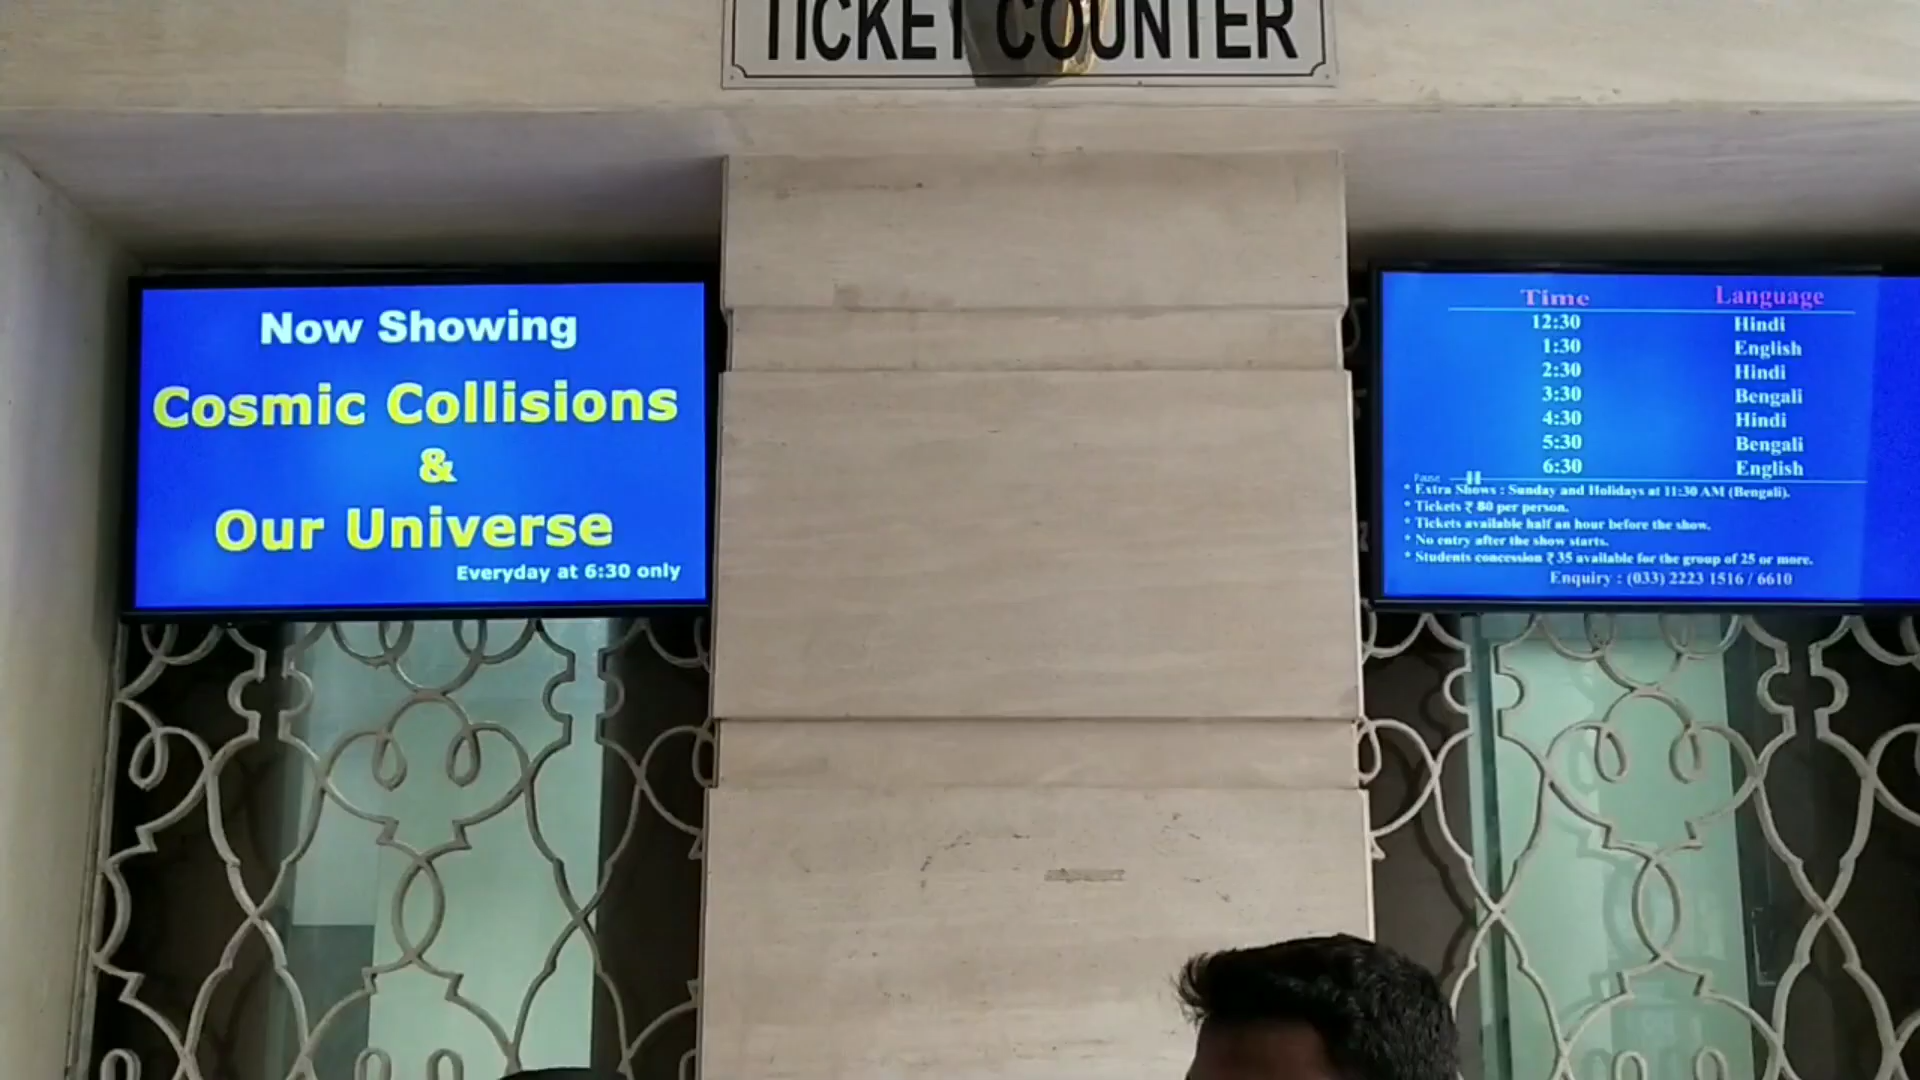 TICKET COUNTER
Now Showing
Cosmic Collisions
&
Our Universe
Everyday at 6:30 only
Time Language
12:30 Hindi
1:30 English
2:30 Hindi
3:30 Bengali
4:30 Hindi
5:30 Bengali
6:30 English
Pause
* Extra Shows : Sunday and Holidays at 11:30 AM (Bengali).
* Tickets ₹ 80 per person.
* Tickets available half an hour before the show.
* No entry after the show starts.
* Students concession ₹ 35 available for the group of 25 or more.
Enquiry : (033) 2223 1516 / 6610